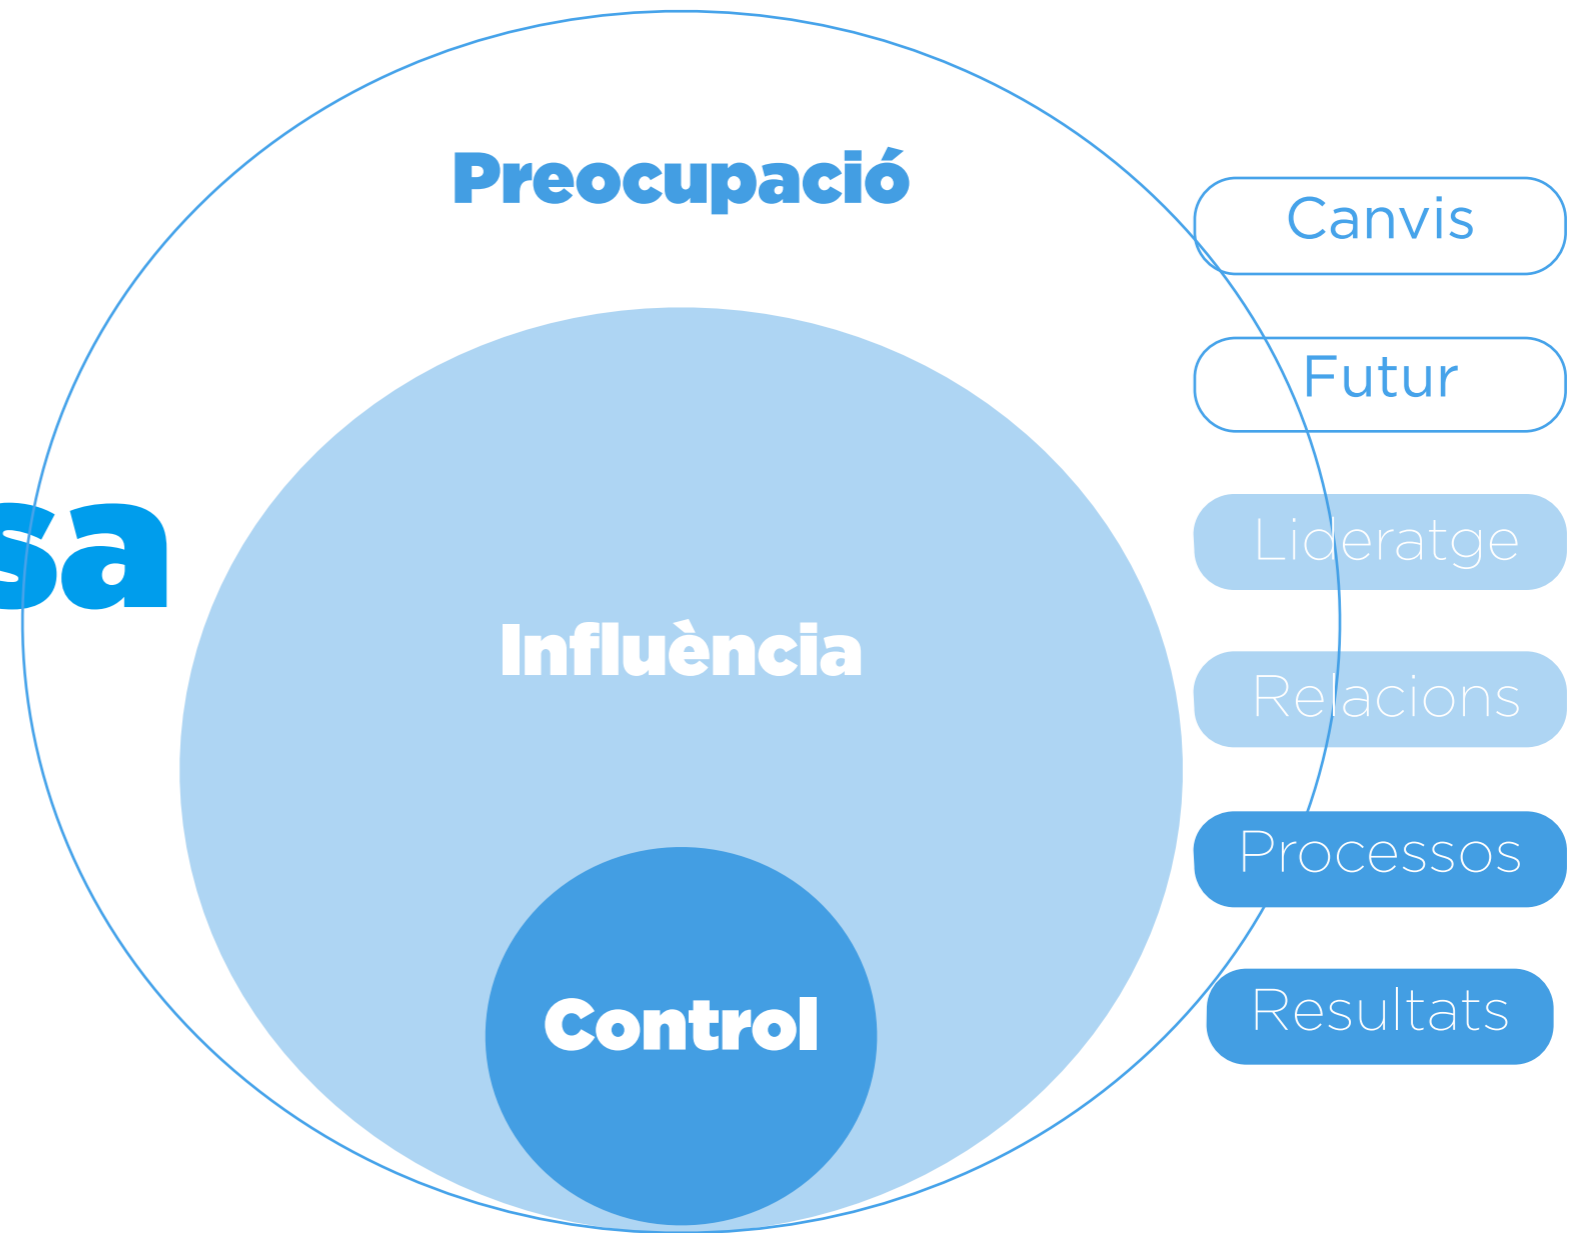 Preocupació
Canvis
Futur
Lideratge
sa
Influència
Relacions
Processos
Control
Resultats